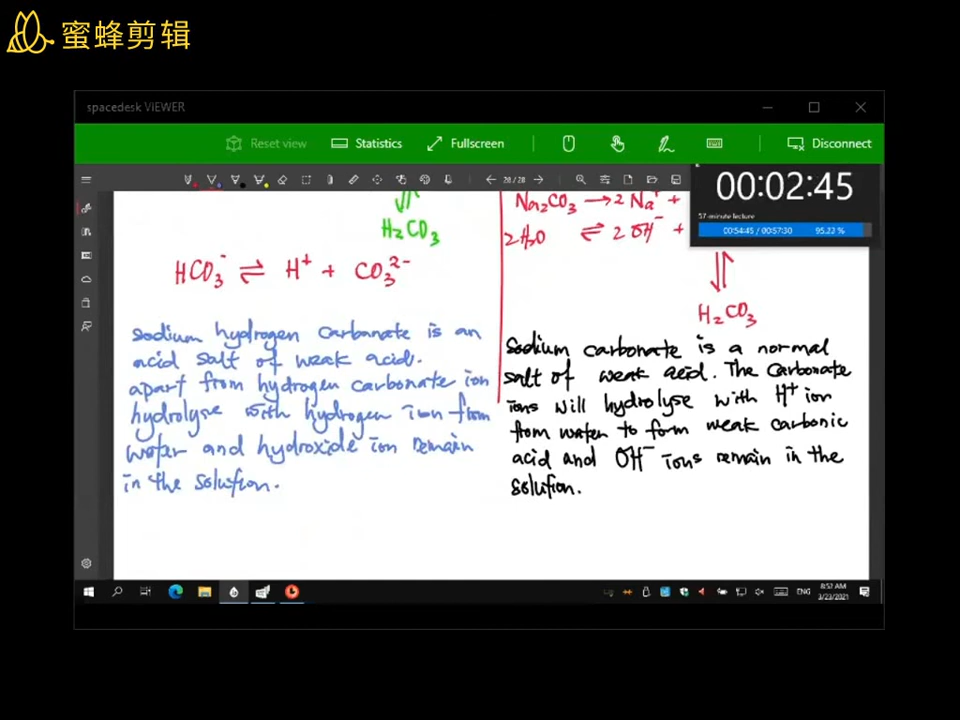 蜜蜂剪辑
spacedesk VIEWER
Reset view
Statistics
Fullscreen
Disconnect
28/28
00:02:45
57-minute lecture
00:54:45 / 00:57:30 95.22 %
H₂CO₃
HCO₃⁻ ⇌ H⁺ + CO₃²⁻
Sodium hydrogen carbonate is an
acid salt of weak acid.
apart from hydrogen carbonate ion
hydrolyse with hydrogen ion from
water and hydroxide ion remain
in the solution.
Na₂CO₃ → 2 Na⁺ +
2H₂O ⇌ 2 OH⁻ +
H₂CO₃
Sodium carbonate is a normal
salt of weak acid. The carbonate
ions will hydrolyse with H⁺ ion
from water to form weak carbonic
acid and OH⁻ ions remain in the
solution.
ENG
8:52 AM
3/23/2021